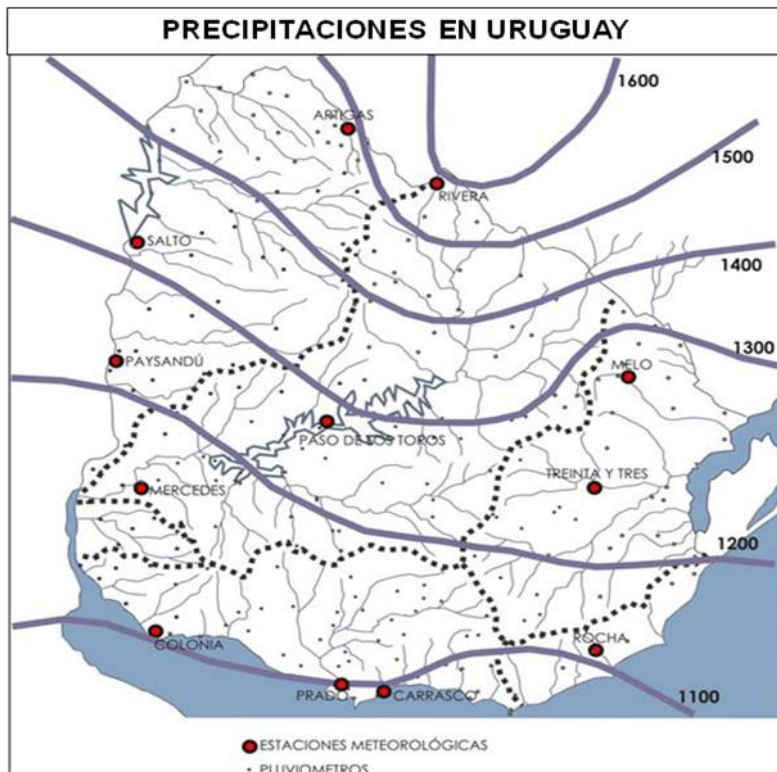 PRECIPITACIONES EN URUGUAY
1600
ARTIGAS
1500
RIVERA
SALTO
1400
1300
PAYSANDÚ
MELO
PASO DE LOS TOROS
MERCEDES
TREINTA Y TRES
1200
COLONIA
ROCHA
PRADO
CARRASCO
1100
ESTACIONES METEOROLÓGICAS
PLUVIOMETROS